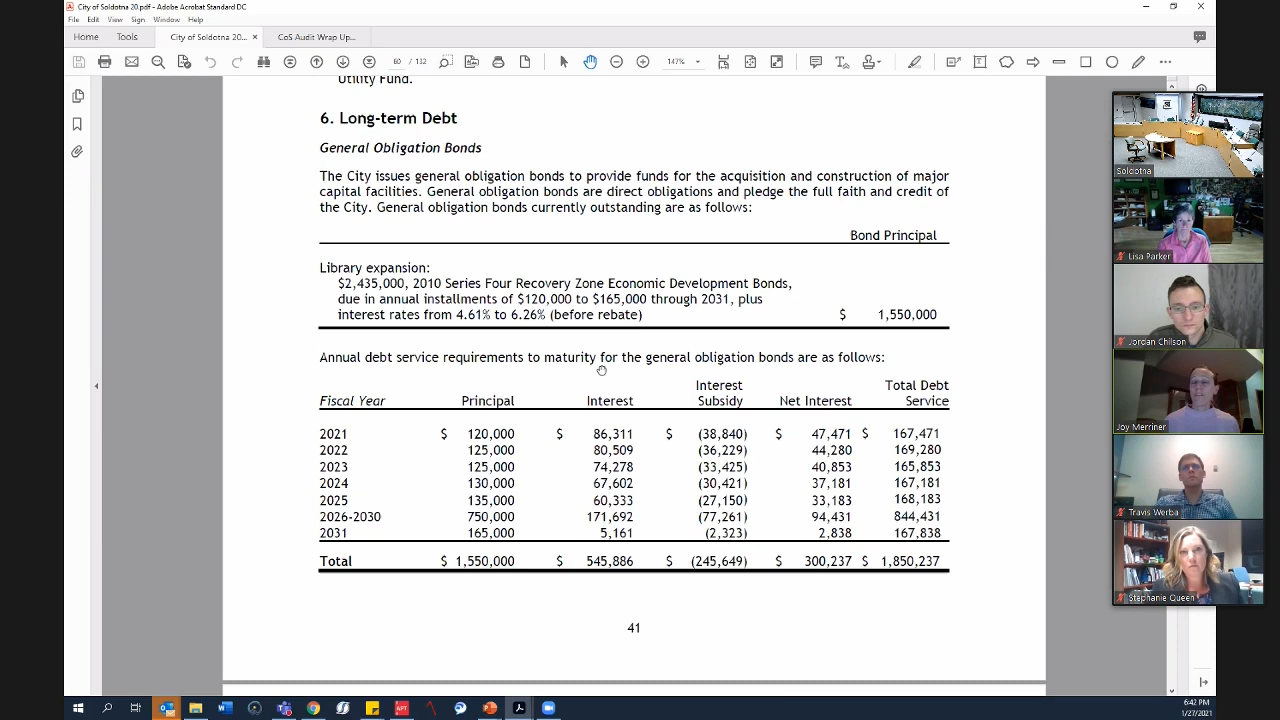 City of Soldotna 20.pdf - Adobe Acrobat Standard DC
File Edit View Sign Window Help
Home Tools City of Soldotna 20... × CoS Audit Wrap Up...
60 / 132 147%
Utility Fund.
6. Long-term Debt
General Obligation Bonds
The City issues general obligation bonds to provide funds for the acquisition and construction of major
capital facilities. General obligation bonds are direct obligations and pledge the full faith and credit of
the City. General obligation bonds currently outstanding are as follows:
Bond Principal
Library expansion:
$2,435,000, 2010 Series Four Recovery Zone Economic Development Bonds,
due in annual installments of $120,000 to $165,000 through 2031, plus
interest rates from 4.61% to 6.26% (before rebate) $ 1,550,000
Annual debt service requirements to maturity for the general obligation bonds are as follows:
Interest Total Debt
Fiscal Year Principal Interest Subsidy Net Interest Service
2021 $ 120,000 $ 86,311 $ (38,840) $ 47,471 $ 167,471
2022 125,000 80,509 (36,229) 44,280 169,280
2023 125,000 74,278 (33,425) 40,853 165,853
2024 130,000 67,602 (30,421) 37,181 167,181
2025 135,000 60,333 (27,150) 33,183 168,183
2026-2030 750,000 171,692 (77,261) 94,431 844,431
2031 165,000 5,161 (2,323) 2,838 167,838
Total $ 1,550,000 $ 545,886 $ (245,649) $ 300,237 $ 1,850,237
41
Soldotna
Lisa Parker
Jordan Chilson
Joy Merriner
Travis Werba
Stephanie Queen
6:42 PM
1/27/2021